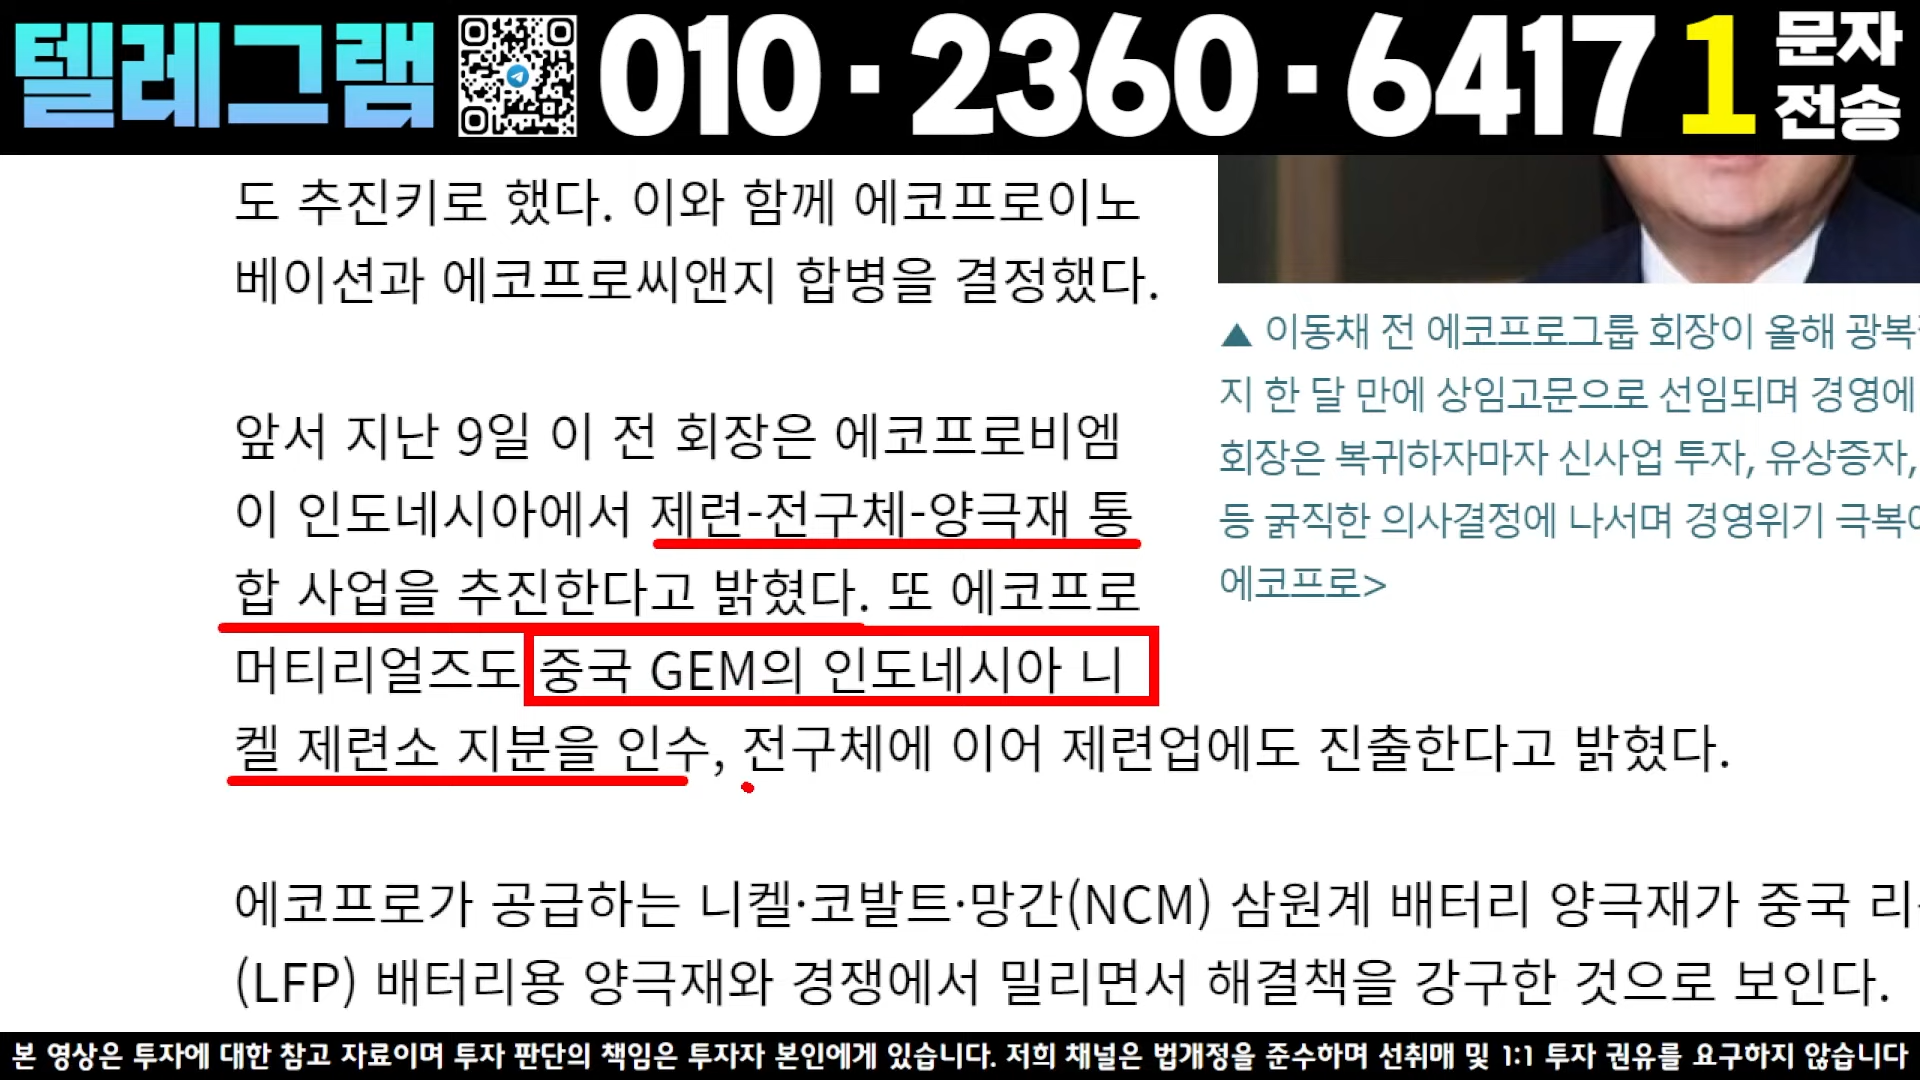 텔레그램 010·2360·6417 1 문자
전송
도 추진키로 했다. 이와 함께 에코프로이노
베이션과 에코프로씨앤지 합병을 결정했다.
앞서 지난 9일 이 전 회장은 에코프로비엠
이 인도네시아에서 제련-전구체-양극재 통
합 사업을 추진한다고 밝혔다. 또 에코프로
머티리얼즈도 중국 GEM의 인도네시아 니
켈 제련소 지분을 인수, 전구체에 이어 제련업에도 진출한다고 밝혔다.
▲ 이동채 전 에코프로그룹 회장이 올해 광복
지 한 달 만에 상임고문으로 선임되며 경영에
회장은 복귀하자마자 신사업 투자, 유상증자,
등 굵직한 의사결정에 나서며 경영위기 극복
에코프로>
에코프로가 공급하는 니켈·코발트·망간(NCM) 삼원계 배터리 양극재가 중국 리
(LFP) 배터리용 양극재와 경쟁에서 밀리면서 해결책을 강구한 것으로 보인다.
본 영상은 투자에 대한 참고 자료이며 투자 판단의 책임은 투자자 본인에게 있습니다. 저희 채널은 법개정을 준수하며 선취매 및 1:1 투자 권유를 요구하지 않습니다